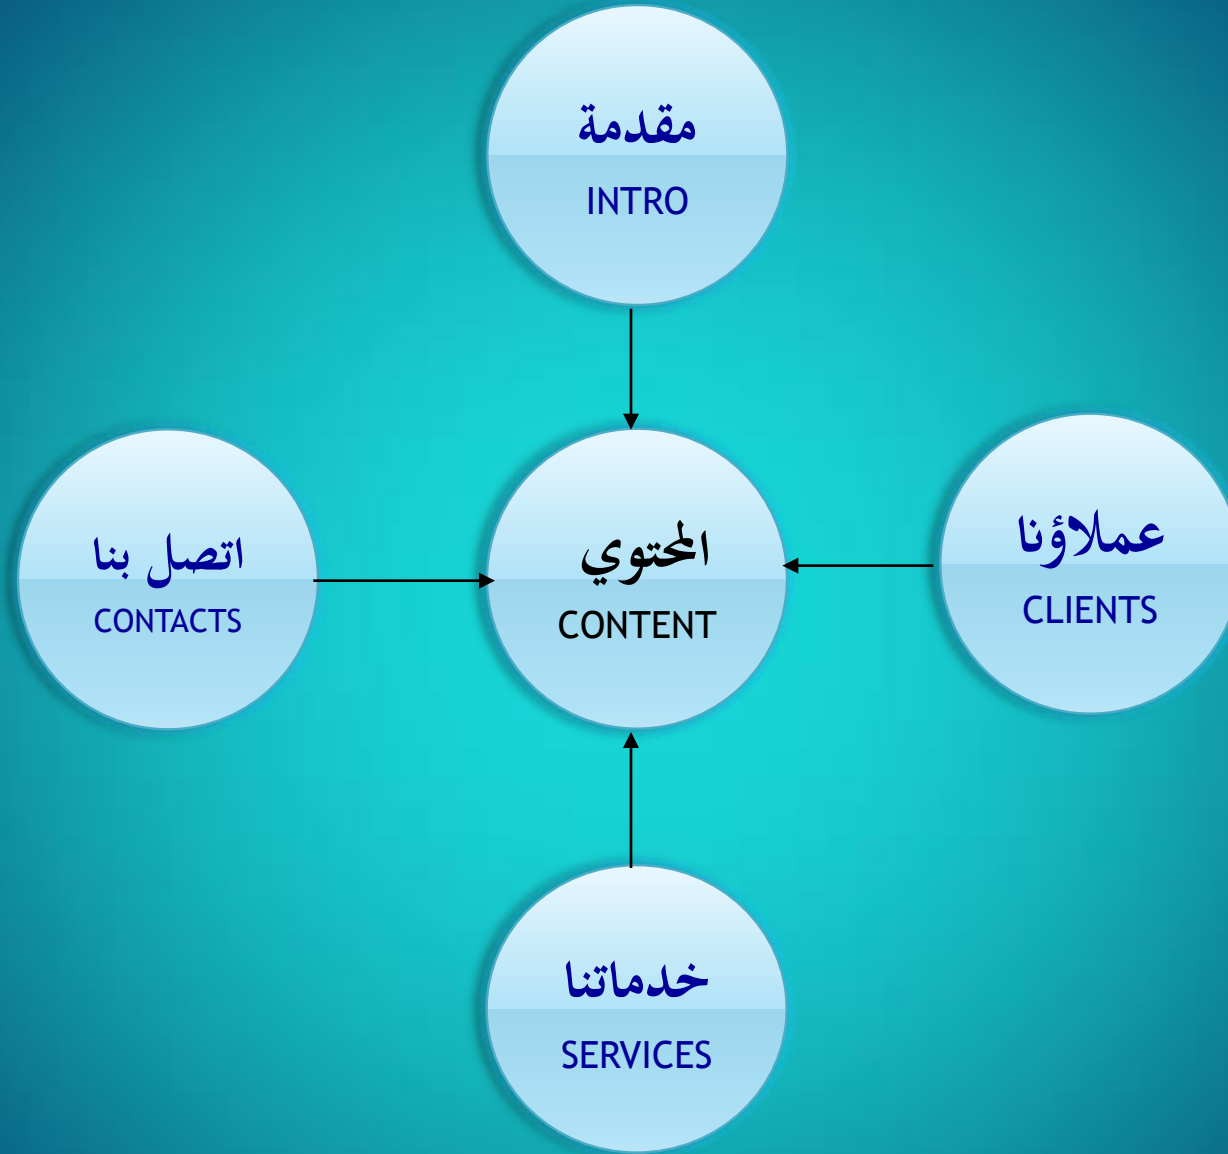 مقدمة
INTRO
عملاؤنا
CLIENTS
المحتوي
CONTENT
اتصل بنا
CONTACTS
خدماتنا
SERVICES